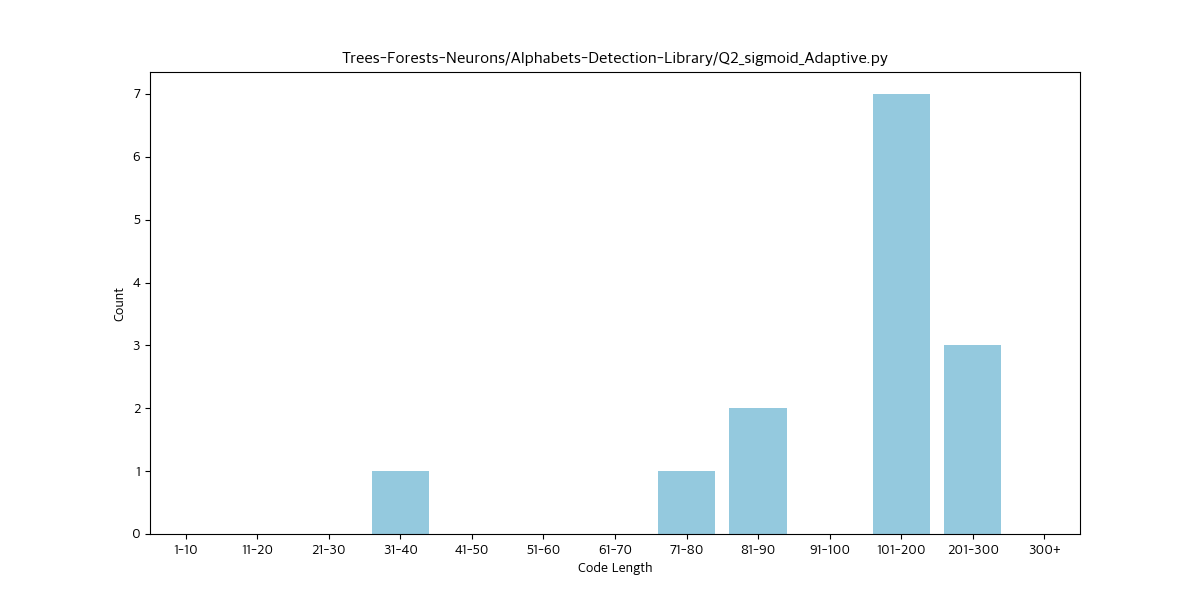 Trees-Forests-Neurons/Alphabets-Detection-Library/Q2_sigmoid_Adaptive.py
7
6
5
4
3
2
1
0
Count
1-10 11-20 21-30 31-40 41-50 51-60 61-70 71-80 81-90 91-100 101-200 201-300 300+
Code Length